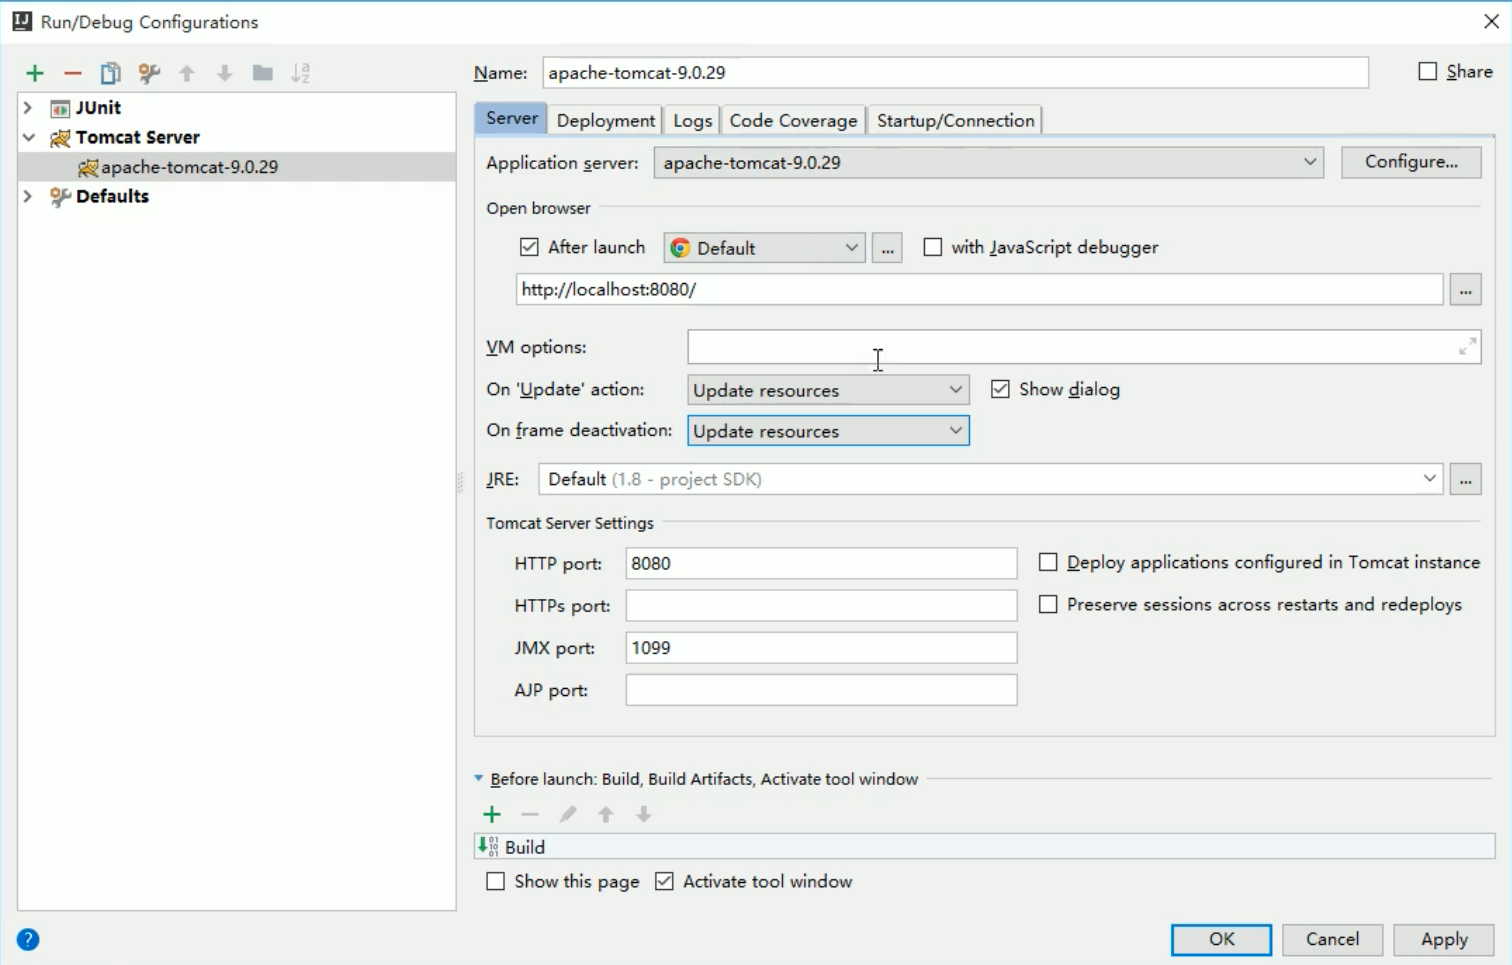 Run/Debug Configurations
Name: apache-tomcat-9.0.29 Share
JUnit
Tomcat Server
apache-tomcat-9.0.29
Defaults
Server Deployment Logs Code Coverage Startup/Connection
Application server: apache-tomcat-9.0.29 Configure...
Open browser
After launch Default ... with JavaScript debugger
http://localhost:8080/ ...
VM options:
On 'Update' action: Update resources Show dialog
On frame deactivation: Update resources
JRE: Default (1.8 - project SDK) ...
Tomcat Server Settings
HTTP port: 8080 Deploy applications configured in Tomcat instance
HTTPs port: Preserve sessions across restarts and redeploys
JMX port: 1099
AJP port:
Before launch: Build, Build Artifacts, Activate tool window
Build
Show this page Activate tool window
? OK Cancel Apply